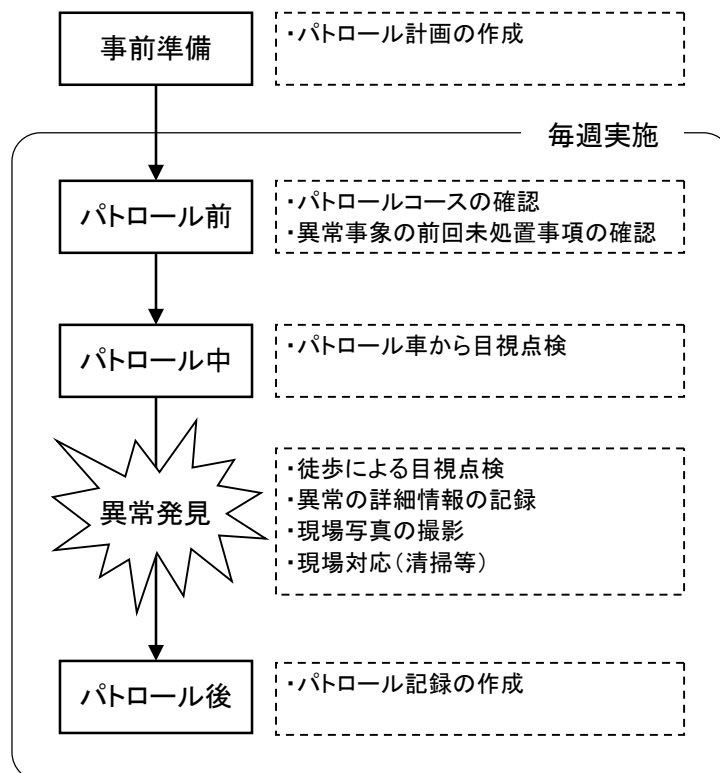 事前準備
・パトロール計画の作成
毎週実施
パトロール前
・パトロールコースの確認
・異常事象の前回未処置事項の確認
パトロール中
・パトロール車から目視点検
異常発見
・徒歩による目視点検
・異常の詳細情報の記録
・現場写真の撮影
・現場対応（清掃等）
パトロール後
・パトロール記録の作成